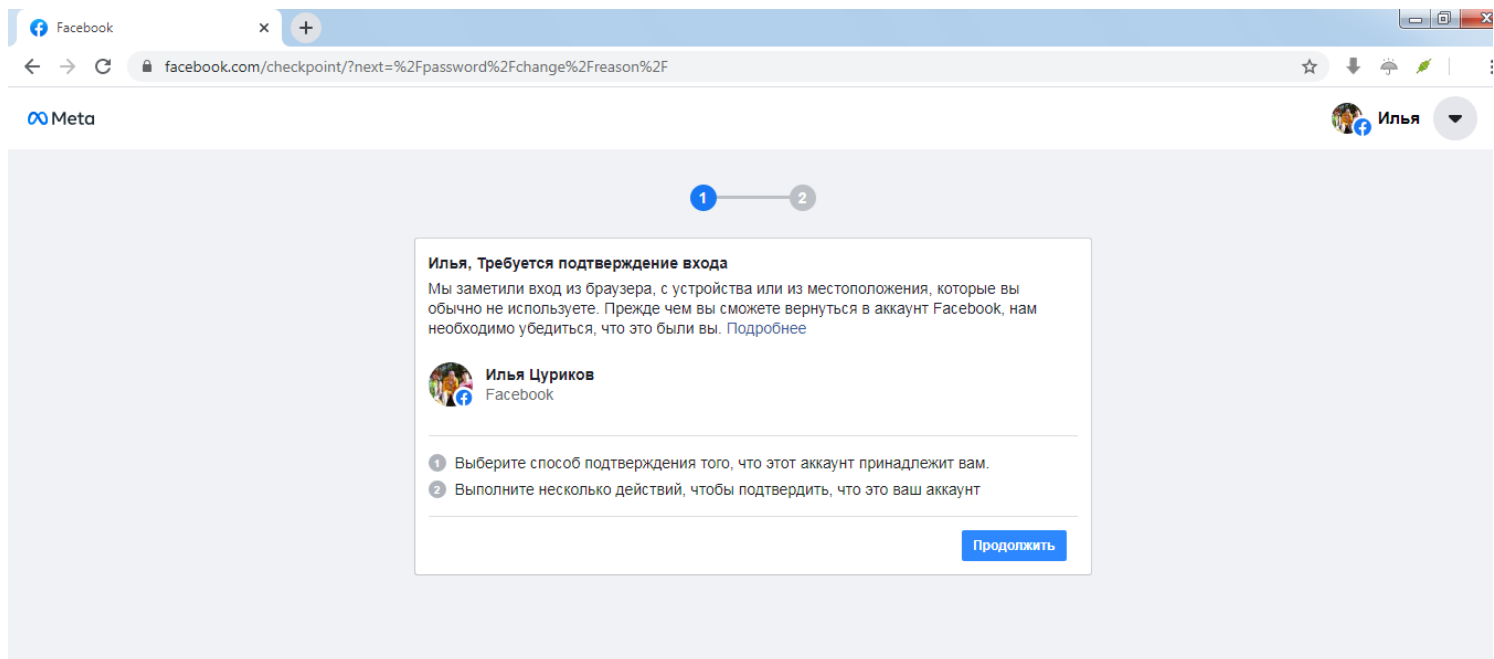 Facebook
facebook.com/checkpoint/?next=%2Fpassword%2Fchange%2Freason%2F
Meta
Илья
1
2
Илья, Требуется подтверждение входа
Мы заметили вход из браузера, с устройства или из местоположения, которые вы
обычно не используете. Прежде чем вы сможете вернуться в аккаунт Facebook, нам
необходимо убедиться, что это были вы. Подробнее
Илья Цуриков
Facebook
1 Выберите способ подтверждения того, что этот аккаунт принадлежит вам.
2 Выполните несколько действий, чтобы подтвердить, что это ваш аккаунт
Продолжить